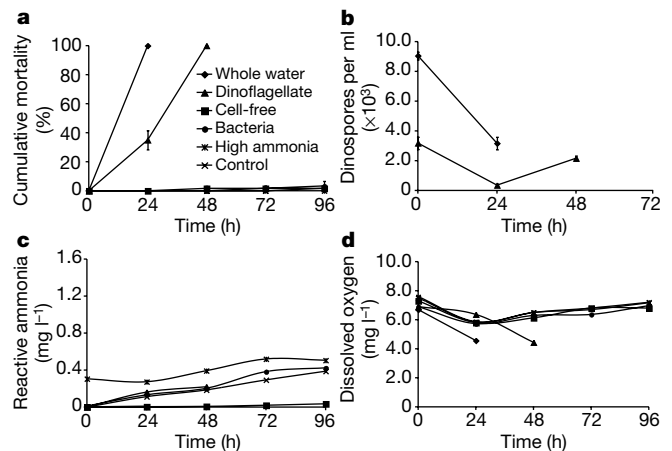 a
Cumulative mortality
(%)
100
80
60
40
20
0
Whole water
Dinoflagellate
Cell-free
Bacteria
High ammonia
Control
0 24 48 72 96
Time (h)
b
Dinospores per ml
(×10³)
10.0
8.0
6.0
4.0
2.0
0
0 24 48 72
Time (h)
c
Reactive ammonia
(mg l⁻¹)
1.6
1.2
0.8
0.4
0
0 24 48 72 96
Time (h)
d
Dissolved oxygen
(mg l⁻¹)
10.0
8.0
6.0
4.0
2.0
0
0 24 48 72 96
Time (h)